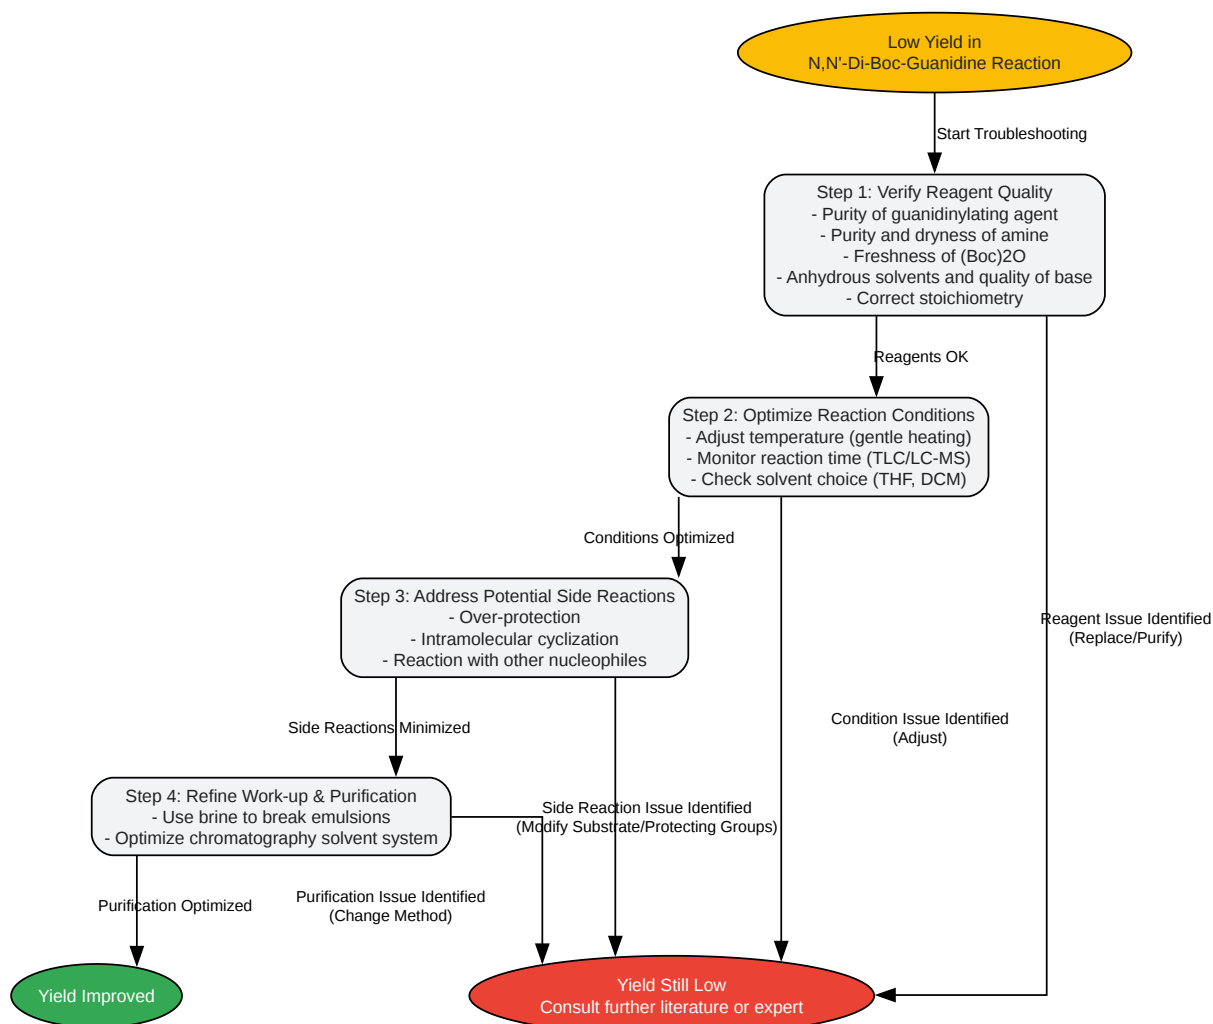 Low Yield in
N,N'-Di-Boc-Guanidine Reaction
Start Troubleshooting
Step 1: Verify Reagent Quality
- Purity of guanidinylating agent
- Purity and dryness of amine
- Freshness of (Boc)2O
- Anhydrous solvents and quality of base
- Correct stoichiometry
Reagents OK
Step 2: Optimize Reaction Conditions
- Adjust temperature (gentle heating)
- Monitor reaction time (TLC/LC-MS)
- Check solvent choice (THF, DCM)
Conditions Optimized
Step 3: Address Potential Side Reactions
- Over-protection
- Intramolecular cyclization
- Reaction with other nucleophiles
Reagent Issue Identified
(Replace/Purify)
Side Reactions Minimized
Condition Issue Identified
(Adjust)
Step 4: Refine Work-up & Purification
- Use brine to break emulsions
- Optimize chromatography solvent system
Side Reaction Issue Identified
(Modify Substrate/Protecting Groups)
Purification Optimized
Purification Issue Identified
(Change Method)
Yield Improved
Yield Still Low
Consult further literature or expert